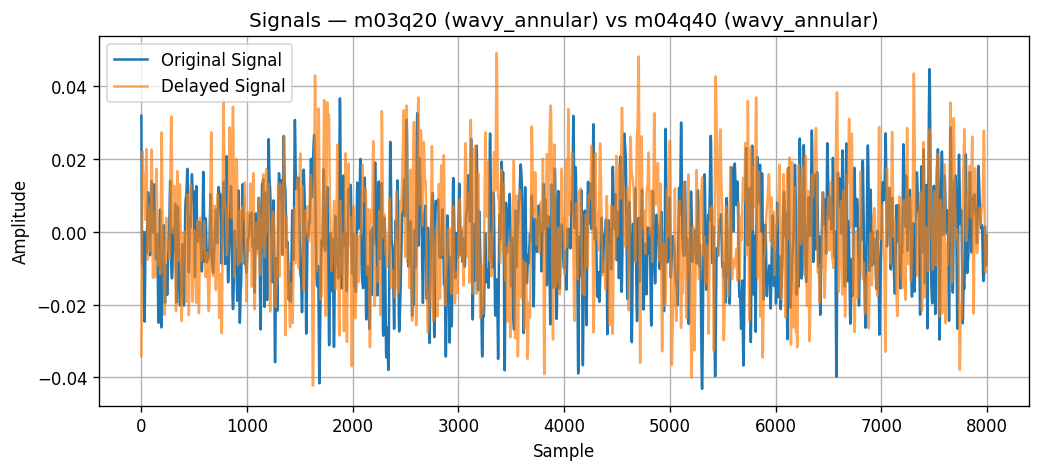 Signals — m03q20 (wavy_annular) vs m04q40 (wavy_annular)
Original Signal
Delayed Signal
Amplitude
0.04
0.02
0.00
−0.02
−0.04
0 1000 2000 3000 4000 5000 6000 7000 8000
Sample